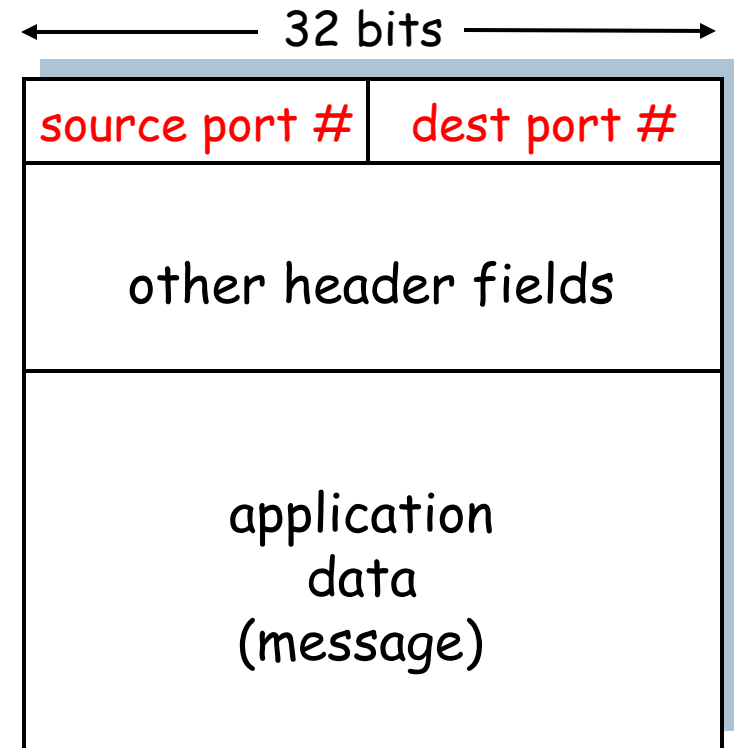 32 bits
source port # dest port #
other header fields
application
data
(message)